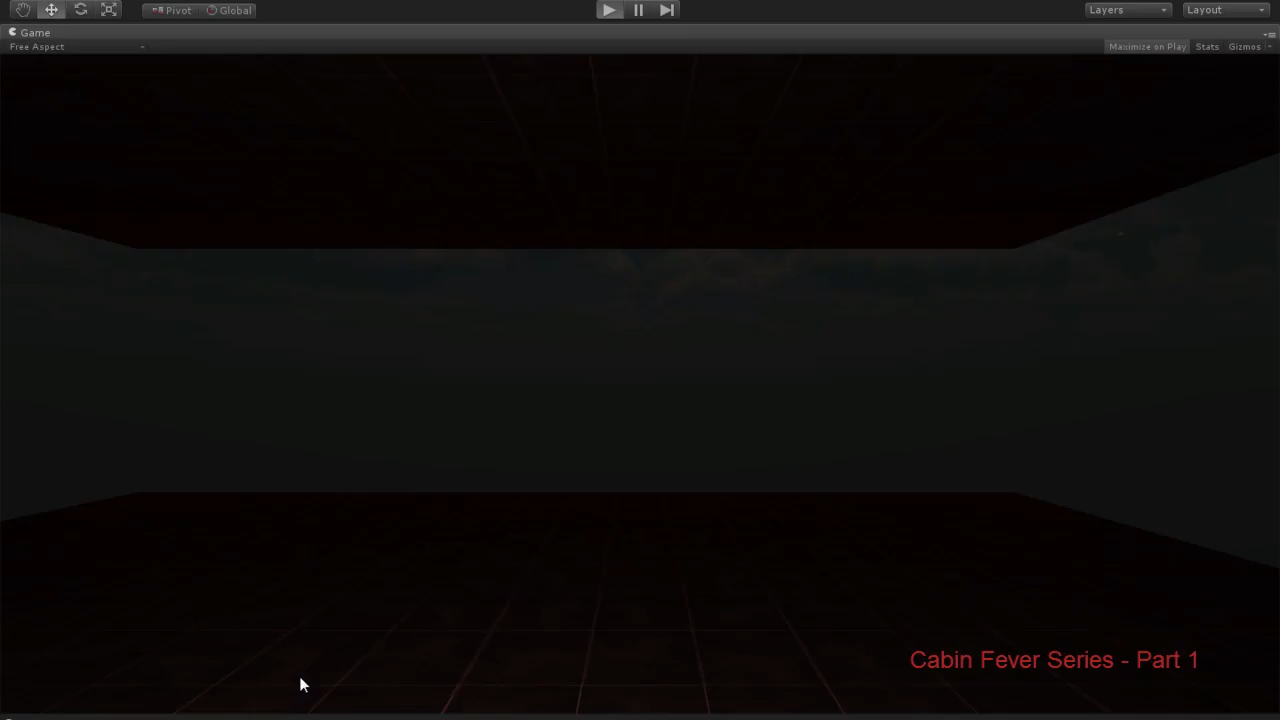 Pivot
Global
Layers
Layout
Game
Free Aspect
Maximize on Play
Stats
Gizmos
Cabin Fever Series - Part 1